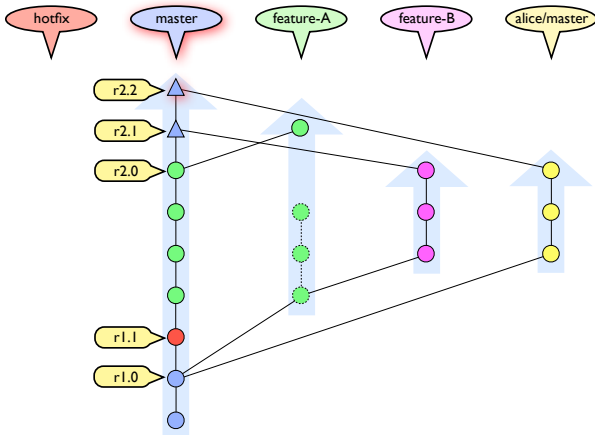 hotfix
master
feature-A
feature-B
alice/master
r2.2
r2.1
r2.0
r1.1
r1.0